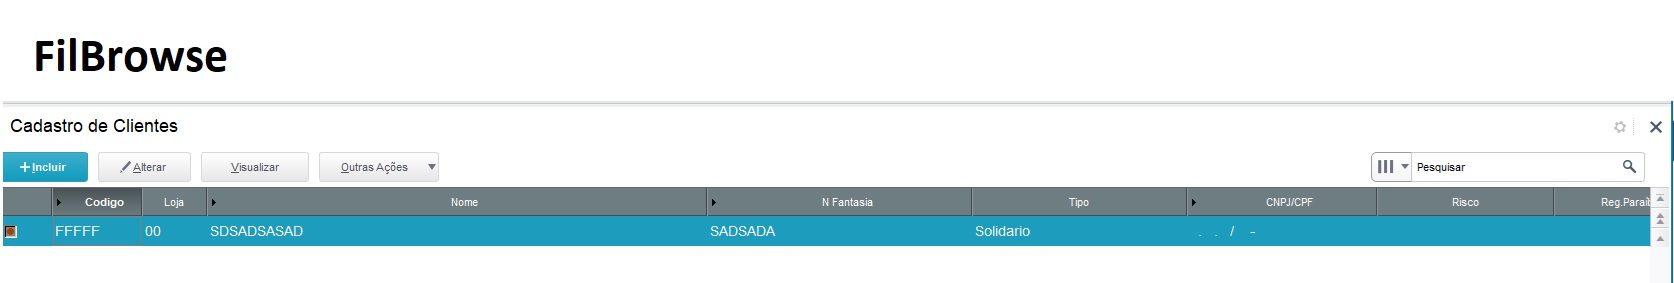 FilBrowse
Cadastro de Clientes
Incluir Alterar Visualizar Outras Ações Pesquisar
Codigo Loja Nome N Fantasia Tipo CNPJ/CPF Risco Reg.Paraib
FFFFF 00 SDSADSASAD SADSADA Solidario . . / -